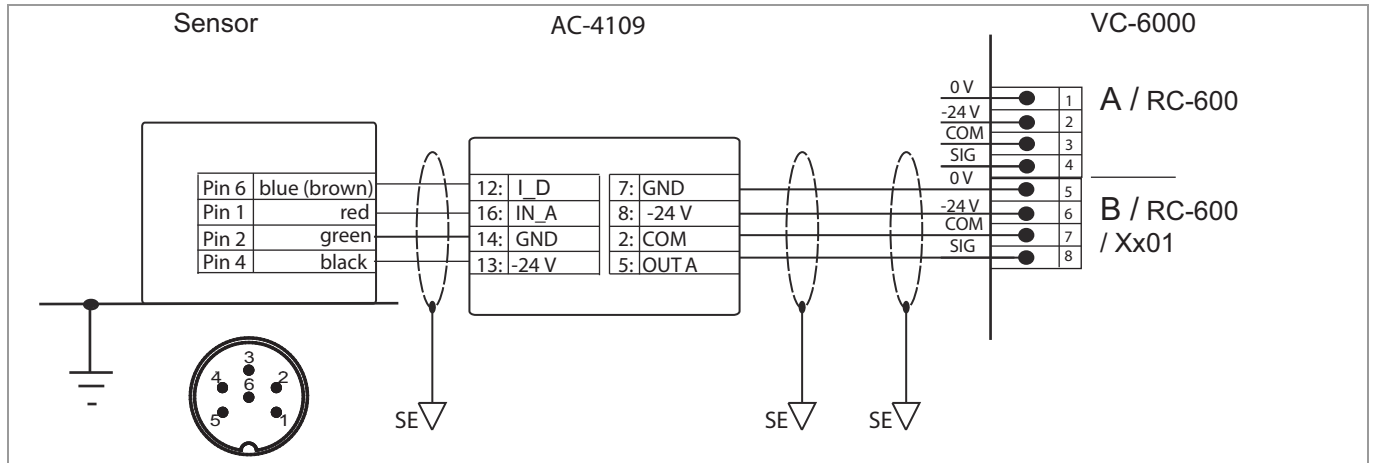 Sensor
AC-4109
VC-6000
0 V
1
A / RC-600
-24 V
2
COM
3
SIG
4
0 V
5
-24 V
6
B / RC-600
COM
7
/ Xx01
SIG
8
Pin 6 blue (brown)
Pin 1 red
Pin 2 green
Pin 4 black
12: I_D
16: IN_A
14: GND
13: -24 V
7: GND
8: -24 V
2: COM
5: OUT A
3
4 6 2
5 1
SE
SE
SE